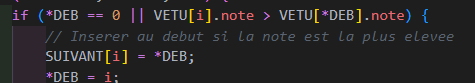 if (*DEB == 0 || VETU[i].note > VETU[*DEB].note) {
// Inserer au debut si la note est la plus elevee
SUIVANT[i] = *DEB;
*DEB = i;